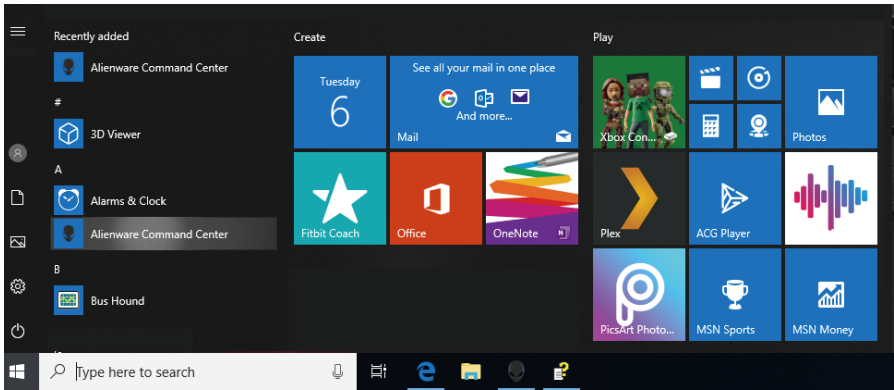 Recently added
Alienware Command Center
#
3D Viewer
A
Alarms & Clock
Alienware Command Center
B
Bus Hound
Create
Tuesday
6
See all your mail in one place
And more...
Mail
Fitbit Coach
Office
OneNote
Play
Xbox Con...
Photos
Plex
ACG Player
PicsArt Photo...
MSN Sports
MSN Money
Type here to search